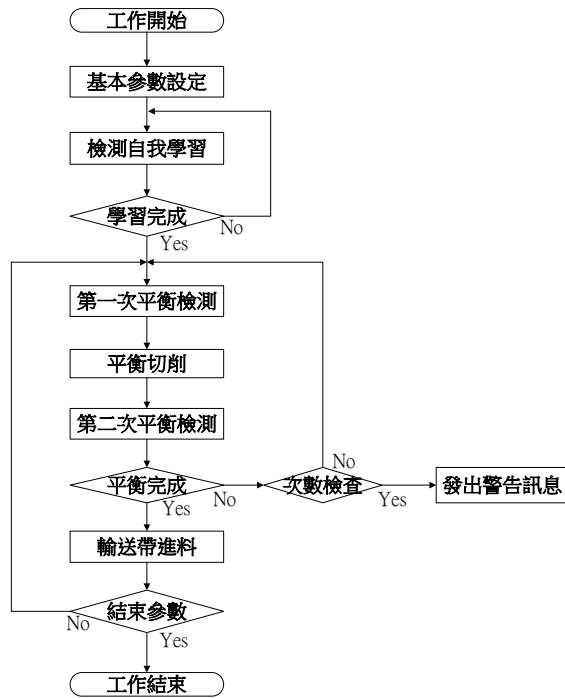 工作開始
基本參數設定
檢測自我學習
學習完成
No
Yes
第一次平衡檢測
平衡切削
第二次平衡檢測
平衡完成
No
Yes
次數檢查
No
Yes
發出警告訊息
輸送帶進料
結束參數
No
Yes
工作結束